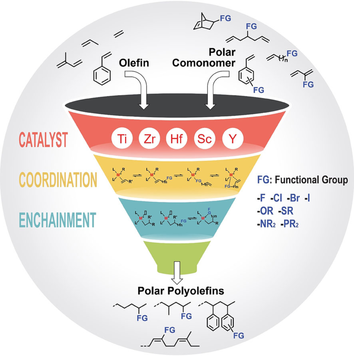 FG
FG
FG
FG
FG
Olefin
Polar
Comonomer
n
CATALYST
Ti Zr Hf Sc Y
COORDINATION
ENCHAINMENT
FG: Functional Group
-F -Cl -Br -I
-OR -SR
-NR₂ -PR₂
Polar Polyolefins
FG
FG
FG
FG